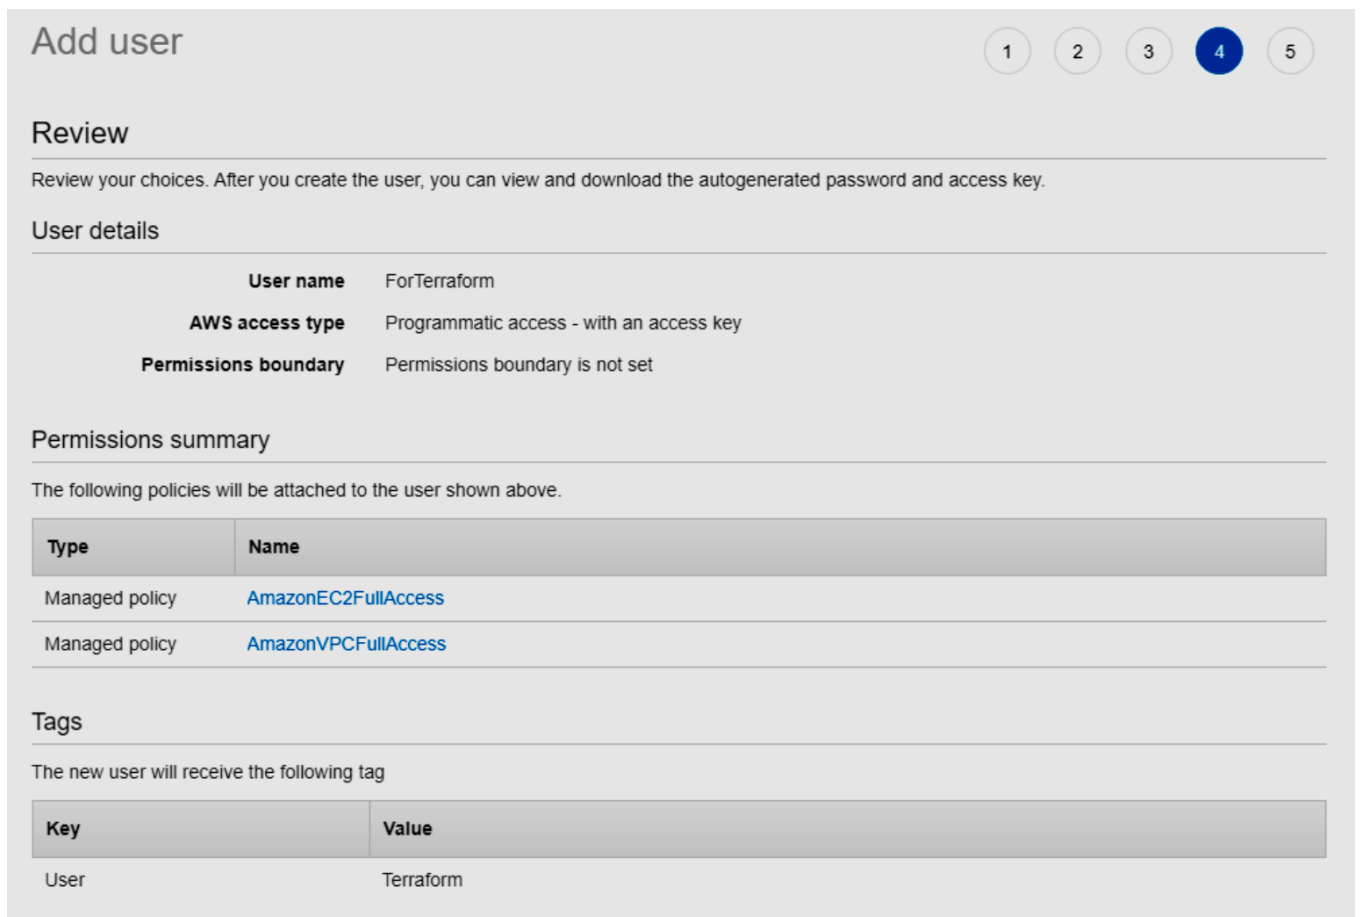 Add user
1 2 3 4 5
Review
Review your choices. After you create the user, you can view and download the autogenerated password and access key.
User details
User name ForTerraform
AWS access type Programmatic access - with an access key
Permissions boundary Permissions boundary is not set
Permissions summary
The following policies will be attached to the user shown above.
Type Name
Managed policy AmazonEC2FullAccess
Managed policy AmazonVPCFullAccess
Tags
The new user will receive the following tag
Key Value
User Terraform